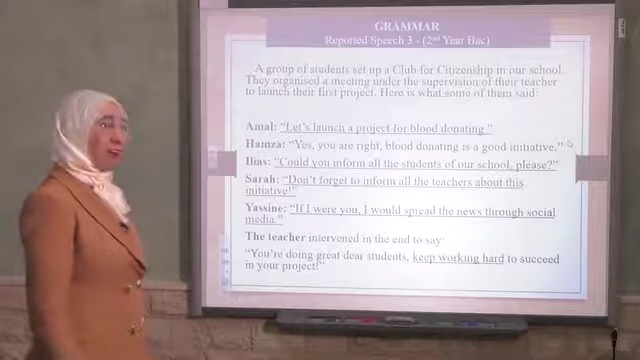 GRAMMAR
Reported Speech 3 - (2nd Year Bac)
A group of students set up a Club for Citizenship in our school.
They organised a meeting under the supervision of their teacher
to launch their first project. Here is what some of them said:
Amal: “Let’s launch a project for blood donating ”
Hamza: “Yes, you are right, blood donating is a good initiative.”
Ilias: “Could you inform all the students of our school, please?”
Sarah: “Don’t forget to inform all the teachers about this
initiative!”
Yassine: “If I were you, I would spread the news through social
media.”
The teacher intervened in the end to say:
“You’re doing great dear students, keep working hard to succeed
in your project!”